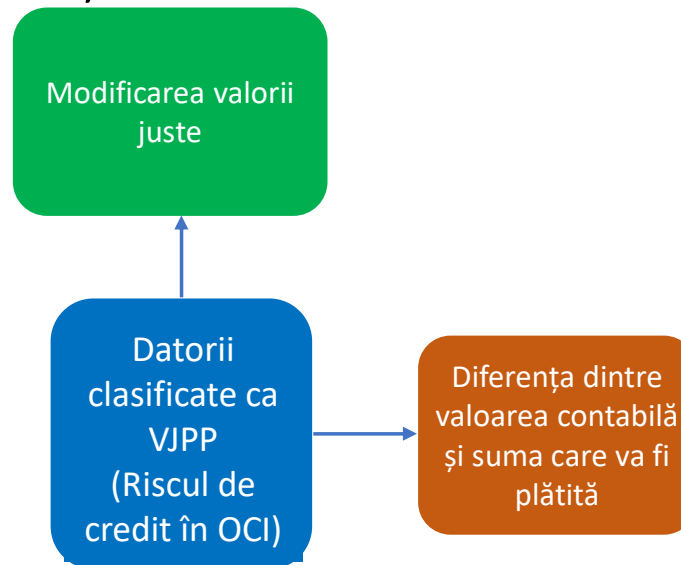 Modificarea valorii
juste
Datorii
clasificate ca
VJPP
(Riscul de
credit în OCI)
Diferența dintre
valoarea contabilă
și suma care va fi
plătită